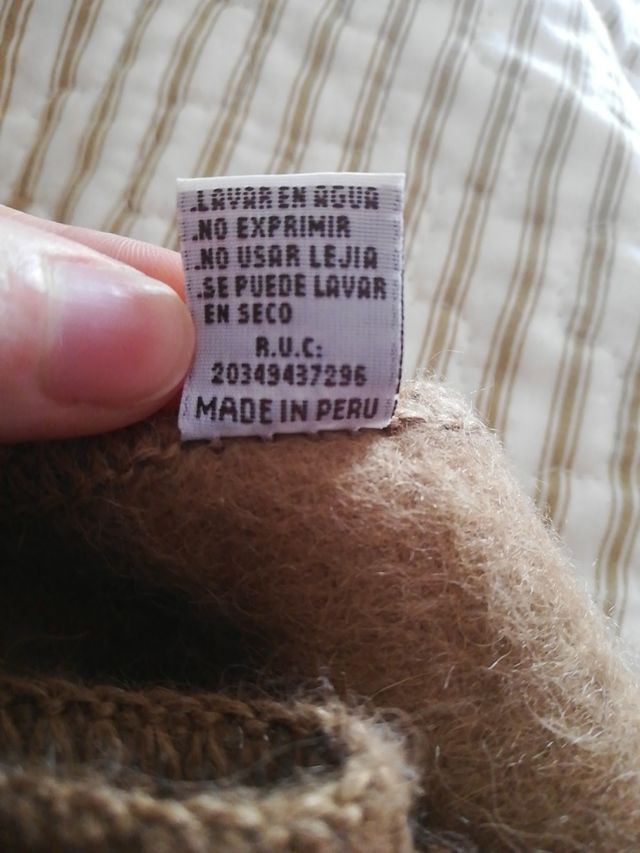 .LAVAR EN AGUA
.NO EXPRIMIR
.NO USAR LEJIA
.SE PUEDE LAVAR
EN SECO
R.U.C:
20349437296
MADE IN PERU